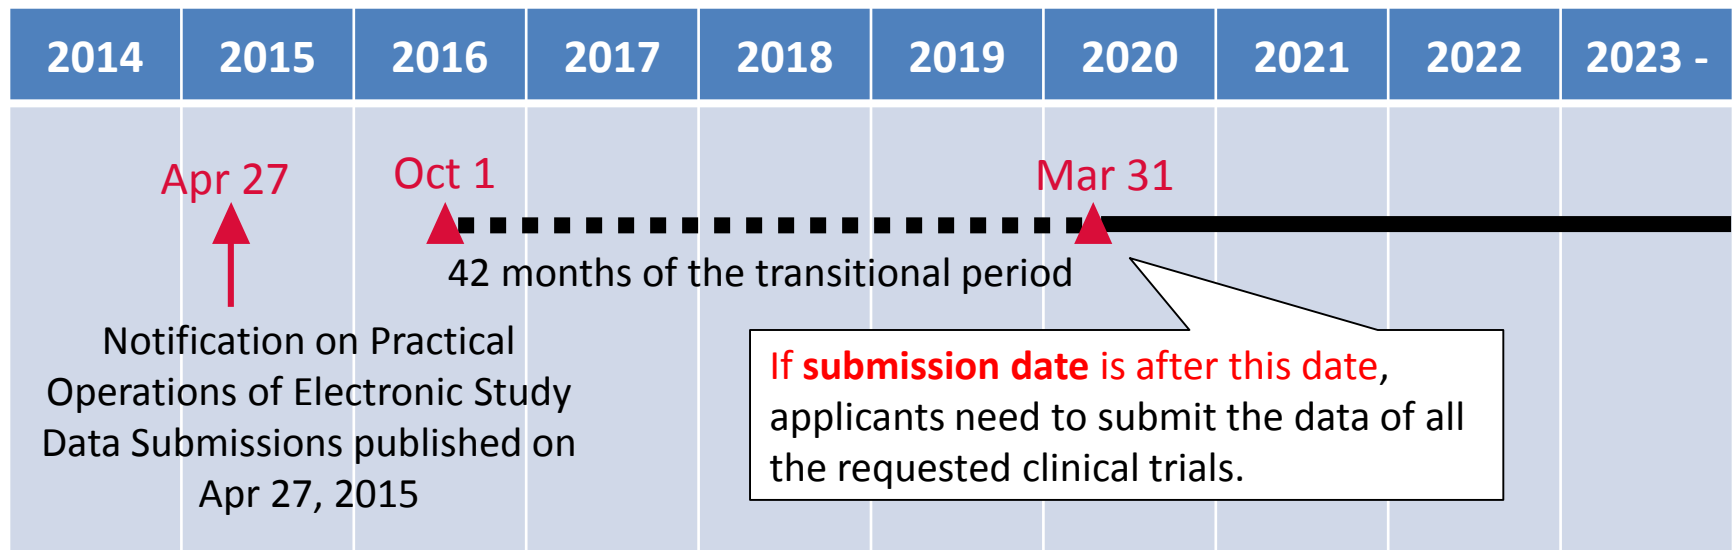 2014 2015 2016 2017 2018 2019 2020 2021 2022 2023 -
Apr 27
Oct 1
Mar 31
42 months of the transitional period
Notification on Practical
Operations of Electronic Study
Data Submissions published on
Apr 27, 2015
If submission date is after this date,
applicants need to submit the data of all
the requested clinical trials.